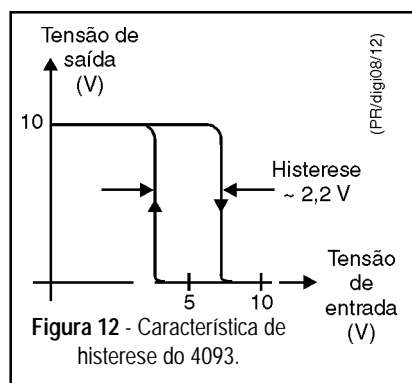 Tensão de
saída
(V)
(PR/digi08/12)
10
Histerese
~ 2,2 V
5
10
Tensão
de
entrada
(V)
Figura 12 - Característica de
histerese do 4093.